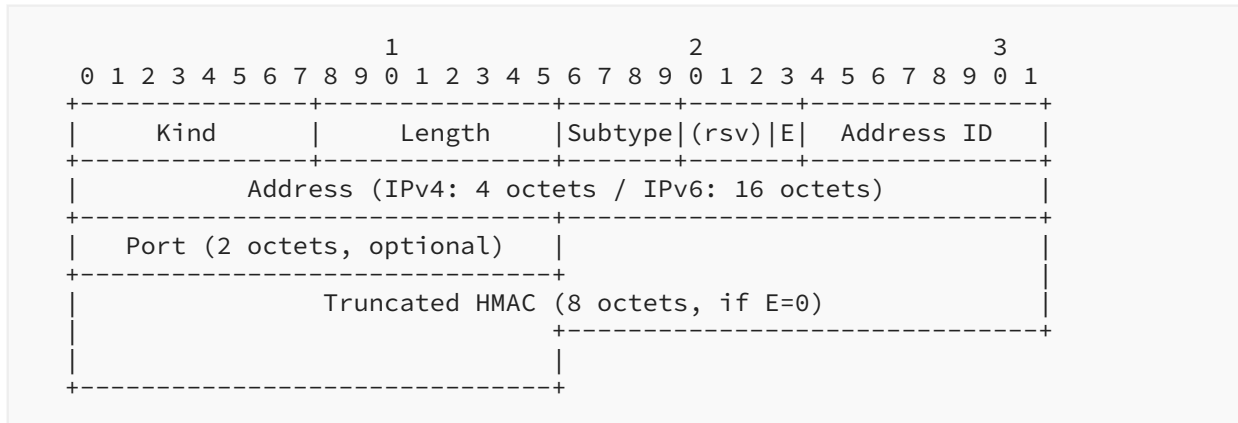 1 2 3
0 1 2 3 4 5 6 7 8 9 0 1 2 3 4 5 6 7 8 9 0 1 2 3 4 5 6 7 8 9 0 1
+---------------+---------------+-------+-------+---------------+
| Kind | Length |Subtype|(rsv)|E| Address ID |
+---------------+---------------+-------+-------+---------------+
| Address (IPv4: 4 octets / IPv6: 16 octets) |
+-------------------------------+-------------------------------+
| Port (2 octets, optional) | |
+-------------------------------+ |
| Truncated HMAC (8 octets, if E=0) |
| +-------------------------------+
| |
+-------------------------------+